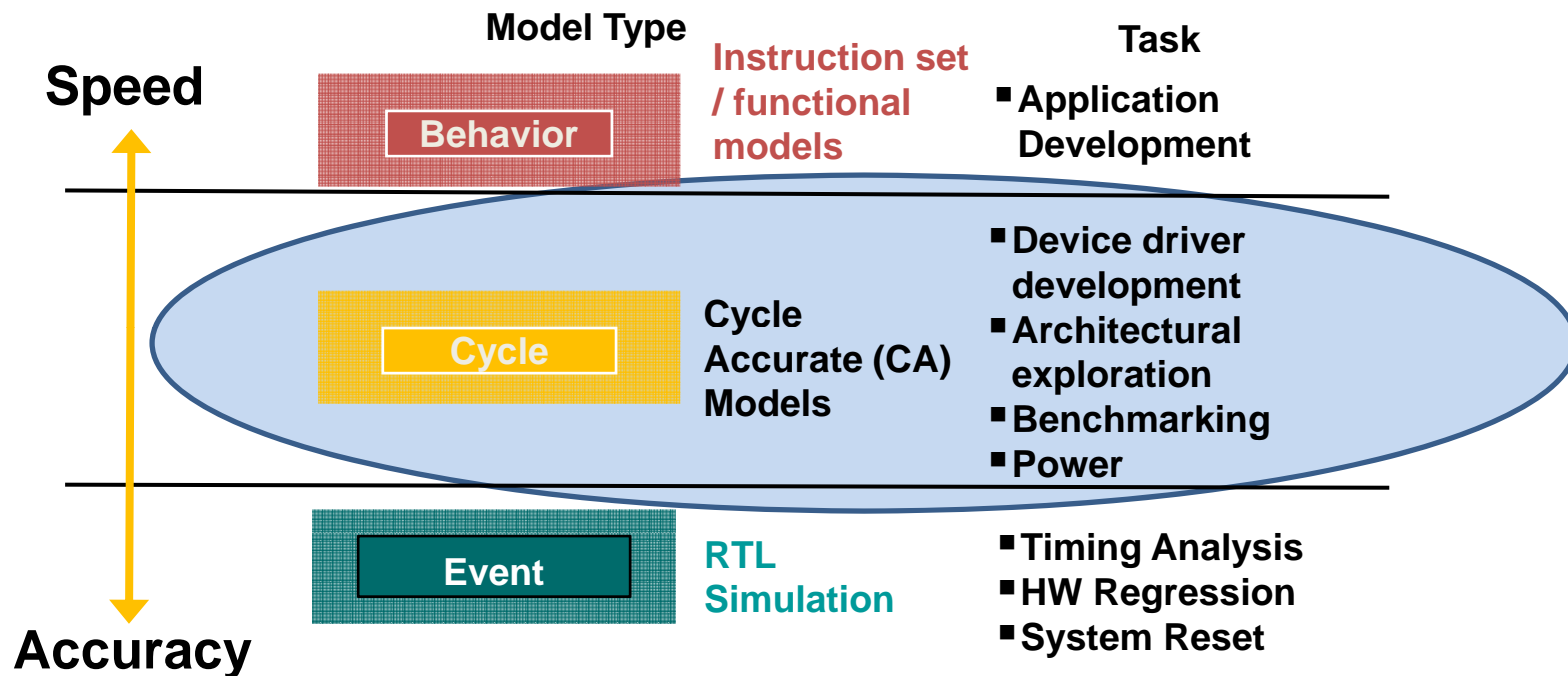 Model Type
Task
Speed
Behavior
Instruction set
/ functional
models
▪Application
Development
Cycle
Cycle
Accurate (CA)
Models
▪Device driver
development
▪Architectural
exploration
▪Benchmarking
▪Power
Event
RTL
Simulation
▪Timing Analysis
▪HW Regression
▪System Reset
Accuracy